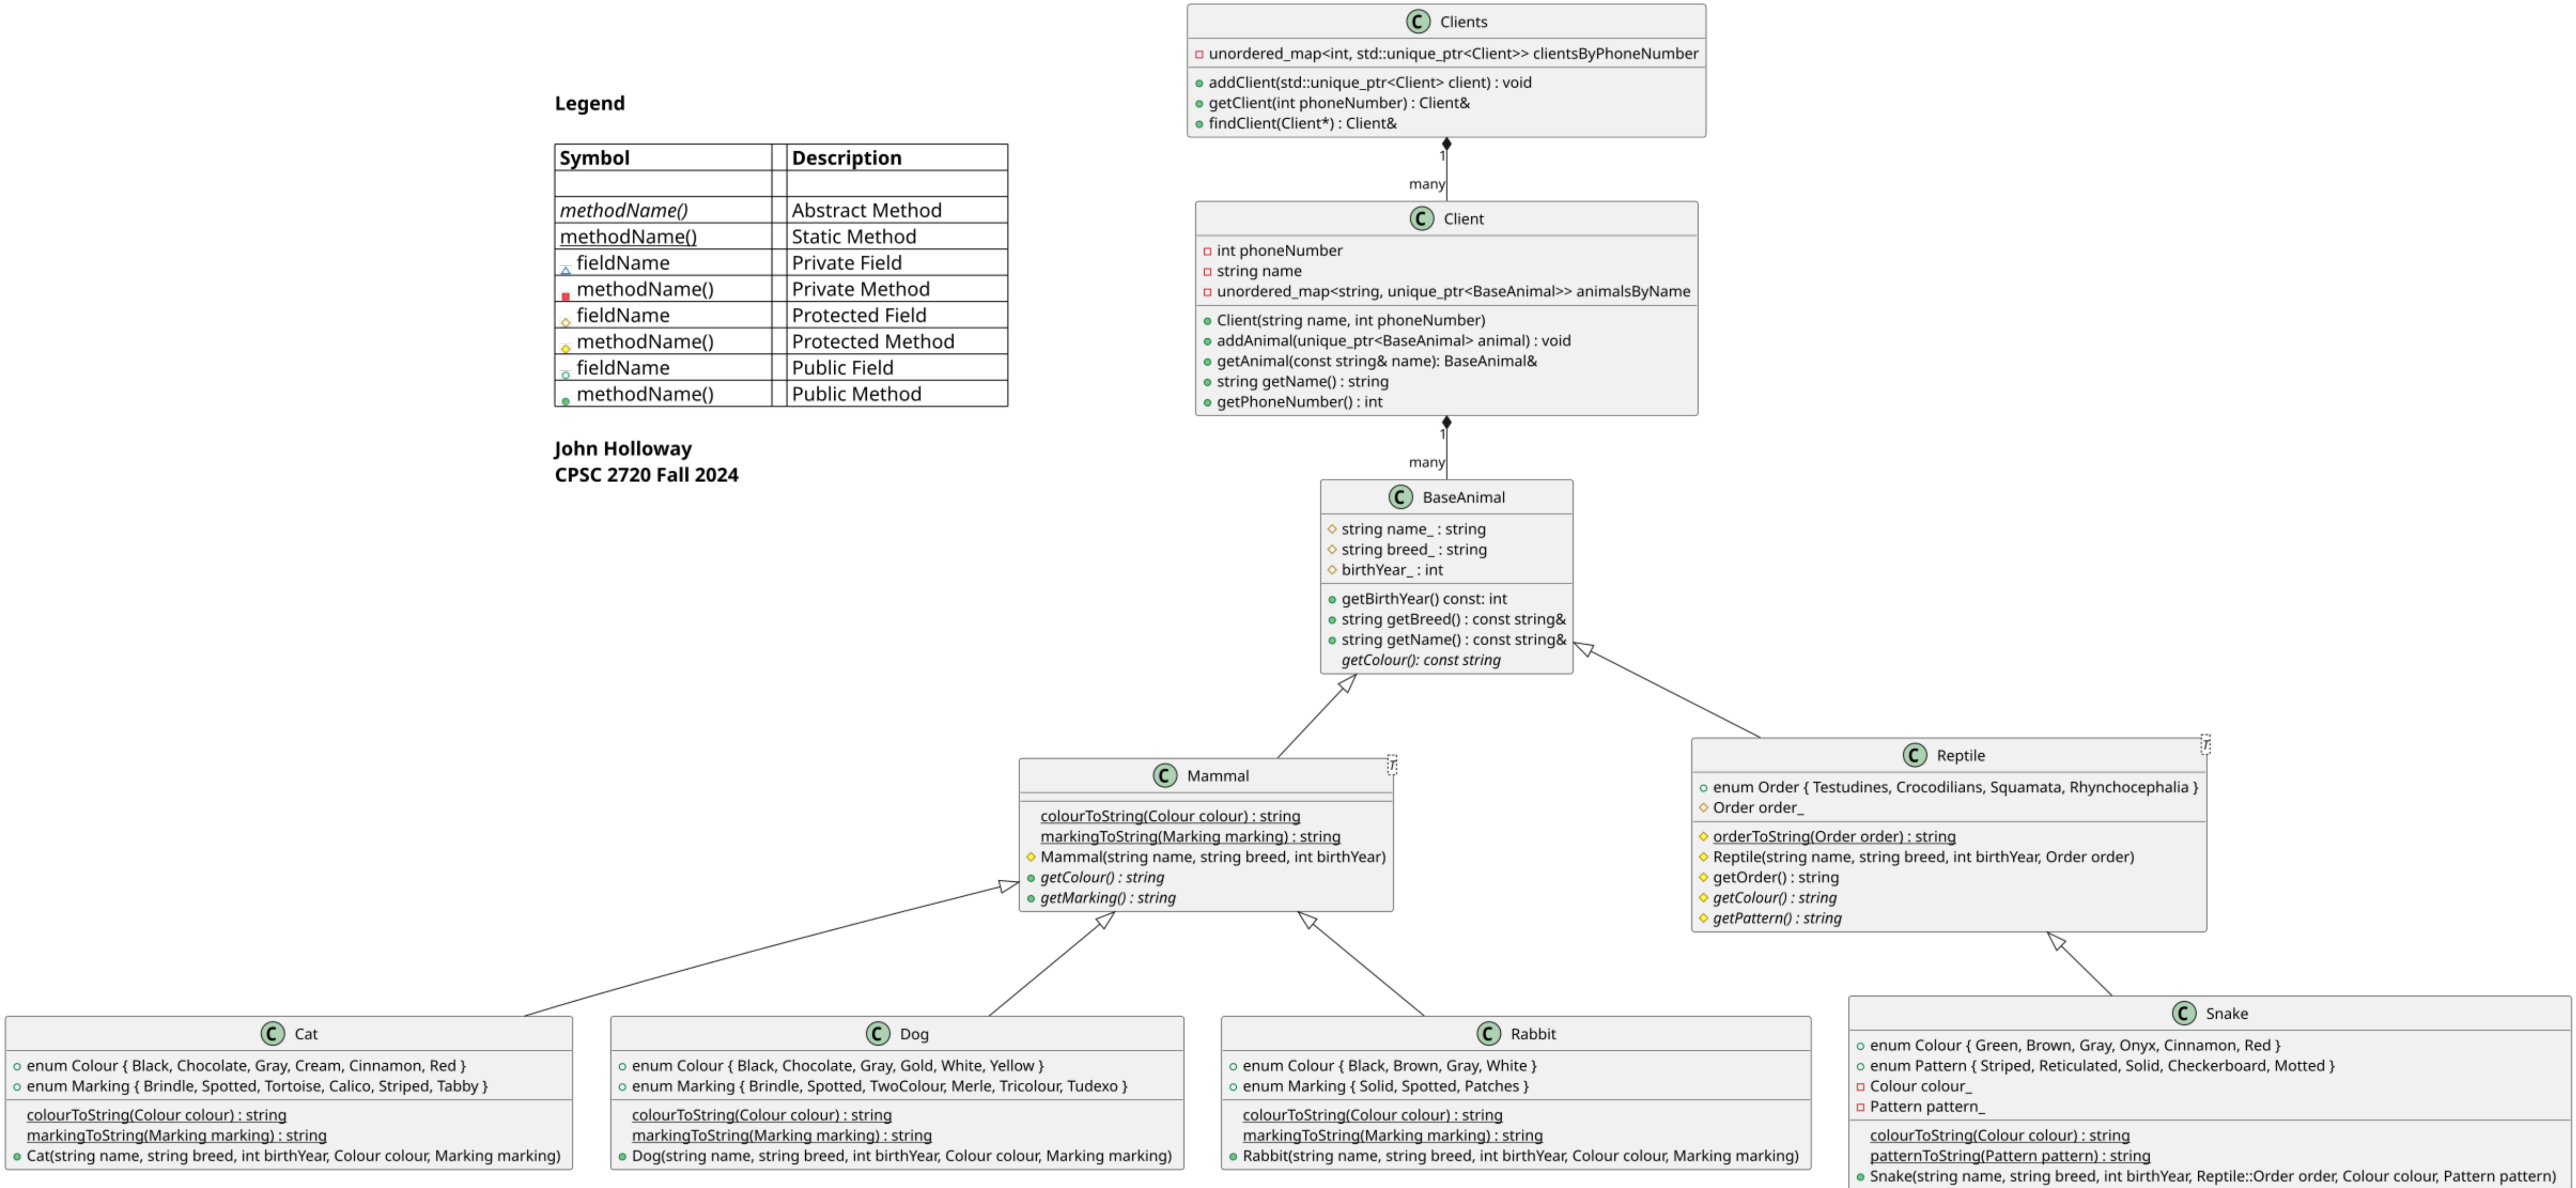 Clients
unordered_map<int, std::unique_ptr<Client>> clientsByPhoneNumber
addClient(std::unique_ptr<Client> client) : void
getClient(int phoneNumber) : Client&
findClient(Client*) : Client&
1
many
Legend
Symbol Description
methodName() Abstract Method
methodName() Static Method
fieldName Private Field
methodName() Private Method
fieldName Protected Field
methodName() Protected Method
fieldName Public Field
methodName() Public Method
John Holloway
CPSC 2720 Fall 2024
C Client
int phoneNumber
string name
unordered_map<string, unique_ptr<BaseAnimal>> animalsByName
Client(string name, int phoneNumber)
addAnimal(unique_ptr<BaseAnimal> animal) : void
getAnimal(const string& name): BaseAnimal&
string getName() : string
getPhoneNumber() : int
1
many
C BaseAnimal
string name_ : string
string breed_ : string
birthYear_ : int
getBirthYear() const: int
string getBreed() : const string&
string getName() : const string&
getColour(): const string
C Mammal T
colourToString(Colour colour) : string
markingToString(Marking marking) : string
Mammal(string name, string breed, int birthYear)
getColour() : string
getMarking() : string
C Reptile T
enum Order { Testudines, Crocodilians, Squamata, Rhynchocephalia }
Order order_
orderToString(Order order) : string
Reptile(string name, string breed, int birthYear, Order order)
getOrder() : string
getColour() : string
getPattern() : string
C Cat
enum Colour { Black, Chocolate, Gray, Cream, Cinnamon, Red }
enum Marking { Brindle, Spotted, Tortoise, Calico, Striped, Tabby }
colourToString(Colour colour) : string
markingToString(Marking marking) : string
Cat(string name, string breed, int birthYear, Colour colour, Marking marking)
C Dog
enum Colour { Black, Chocolate, Gray, Gold, White, Yellow }
enum Marking { Brindle, Spotted, TwoColour, Merle, Tricolour, Tudexo }
colourToString(Colour colour) : string
markingToString(Marking marking) : string
Dog(string name, string breed, int birthYear, Colour colour, Marking marking)
C Rabbit
enum Colour { Black, Brown, Gray, White }
enum Marking { Solid, Spotted, Patches }
colourToString(Colour colour) : string
markingToString(Marking marking) : string
Rabbit(string name, string breed, int birthYear, Colour colour, Marking marking)
C Snake
enum Colour { Green, Brown, Gray, Onyx, Cinnamon, Red }
enum Pattern { Striped, Reticulated, Solid, Checkerboard, Motted }
Colour colour_
Pattern pattern_
colourToString(Colour colour) : string
patternToString(Pattern pattern) : string
Snake(string name, string breed, int birthYear, Reptile::Order order, Colour colour, Pattern pattern)